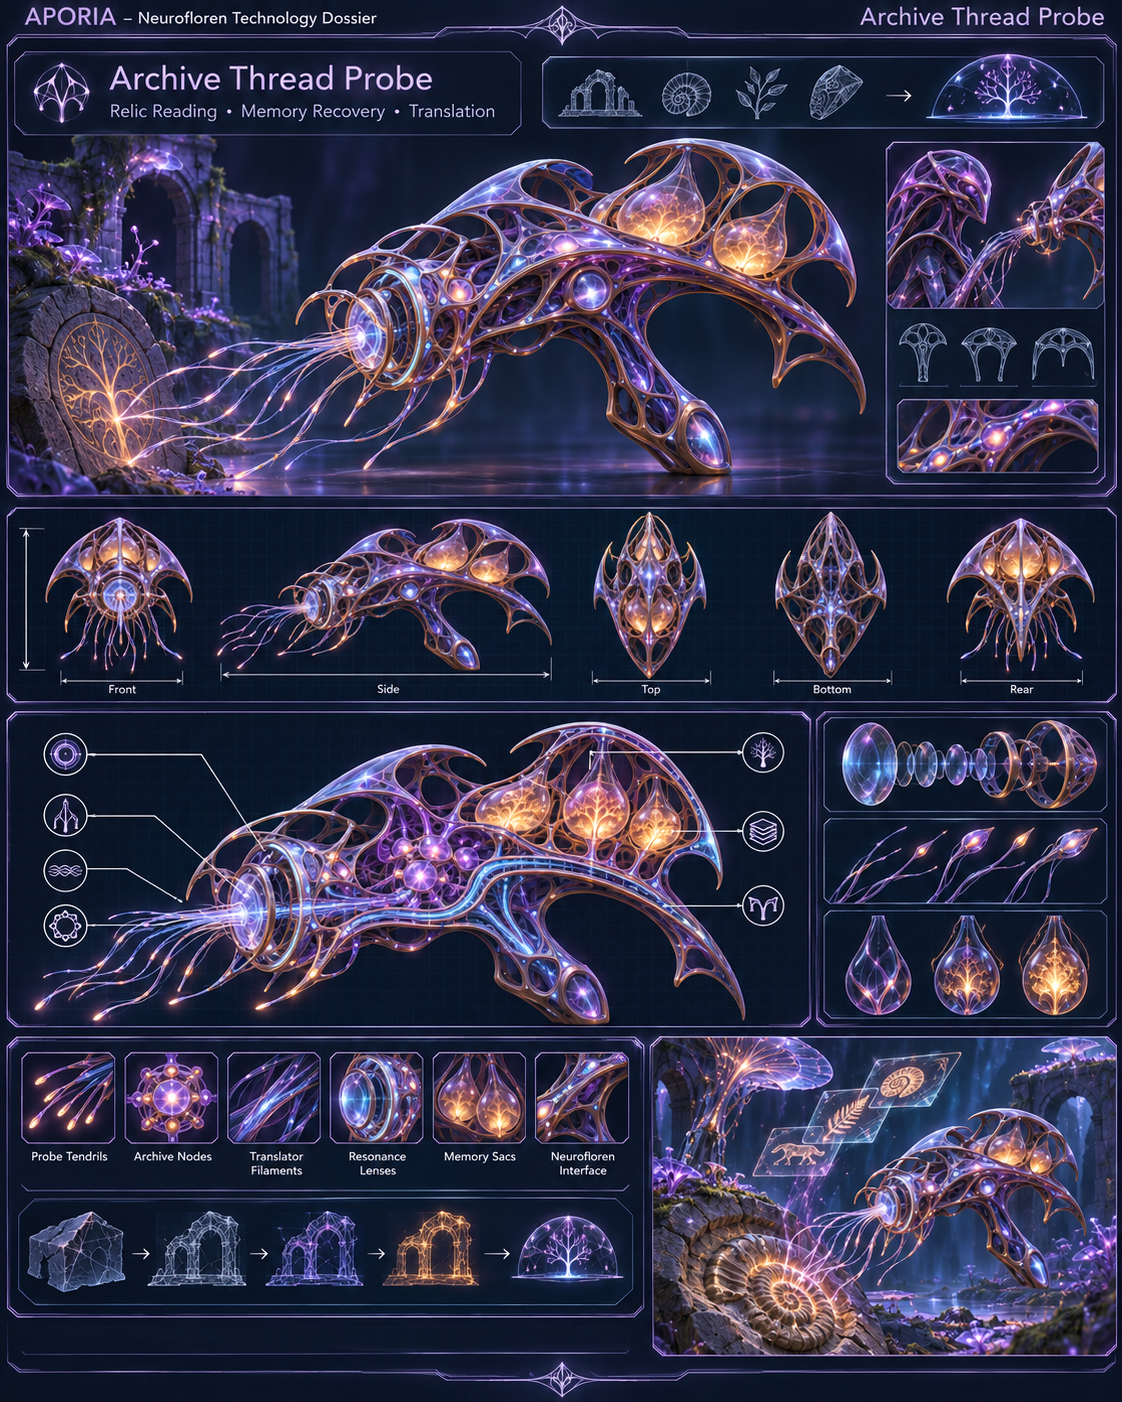 APORIA – Neurofloren Technology Dossier
Archive Thread Probe
Archive Thread Probe
Relic Reading • Memory Recovery • Translation
Front
Side
Top
Bottom
Rear
Probe Tendrils
Archive Nodes
Translator
Filaments
Resonance
Lenses
Memory Sacs
Neurofloren
Interface